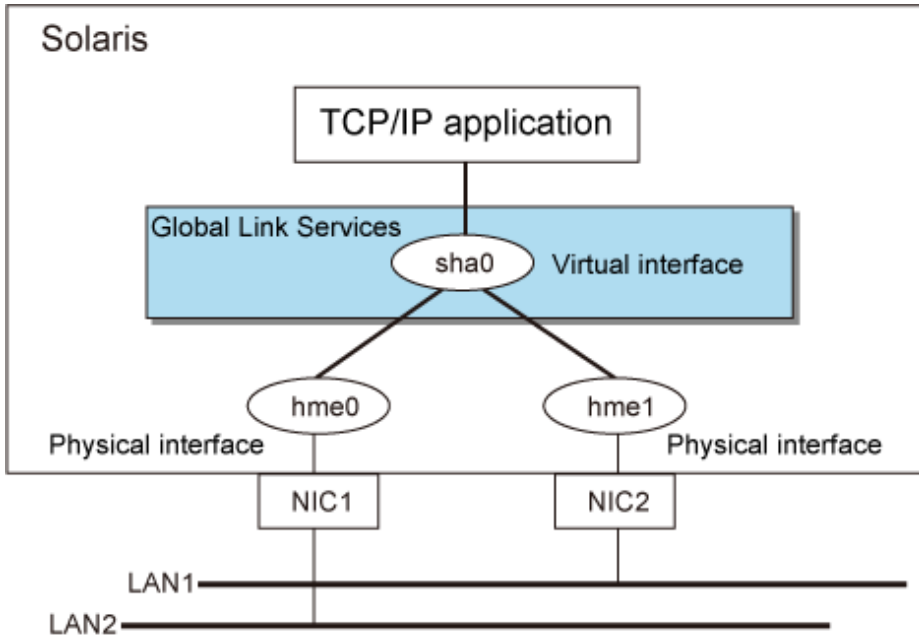 Solaris
TCP/IP application
Global Link Services
sha0
Virtual interface
hme0
hme1
Physical interface
Physical interface
NIC1
NIC2
LAN1
LAN2